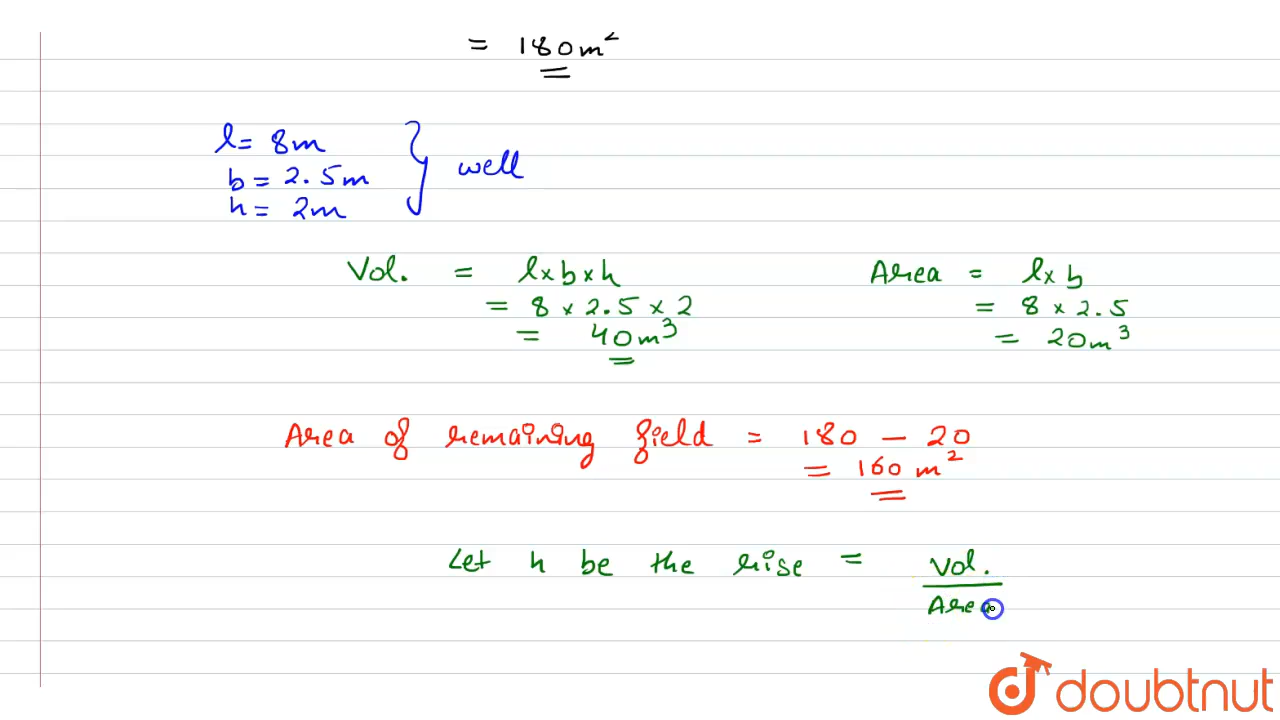 = 180m²
l = 8m
b = 2.5m
h = 2m
well
Vol. = l×b×h
= 8 × 2.5 × 2
= 40m³
Area = l×b
= 8 × 2.5
= 20m³
Area of remaining field = 180 – 20
= 160 m²
Let h be the rise = Vol.
Area
doubtnut